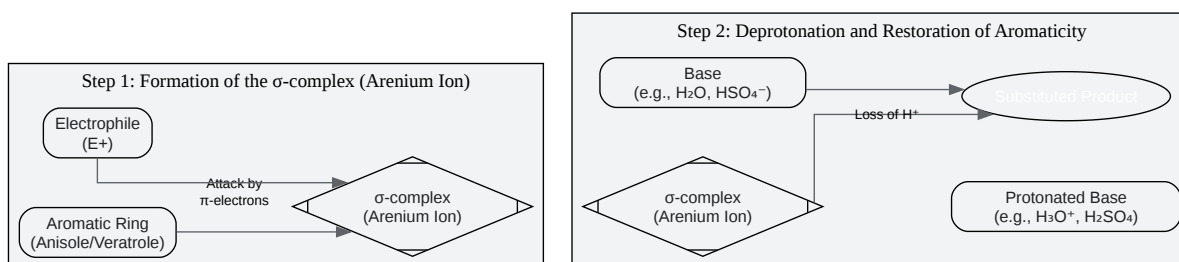 Step 1: Formation of the σ-complex (Arenium Ion)
Electrophile
(E+)
Attack by
π-electrons
Aromatic Ring
(Anisole/Veratrole)
σ-complex
(Arenium Ion)
Step 2: Deprotonation and Restoration of Aromaticity
Base
(e.g., H₂O, HSO₄⁻)
Substituted Product
Loss of H⁺
σ-complex
(Arenium Ion)
Protonated Base
(e.g., H₃O⁺, H₂SO₄)